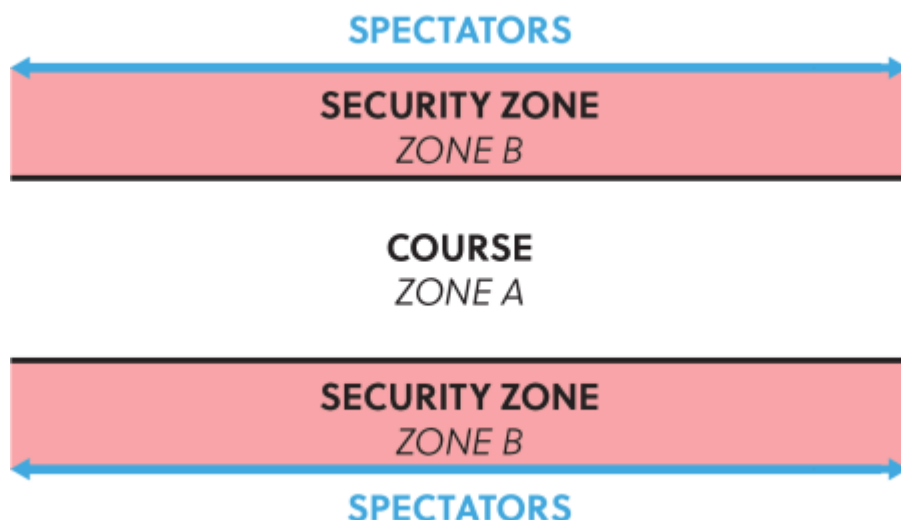 SPECTATORS
SECURITY ZONE
ZONE B
COURSE
ZONE A
SECURITY ZONE
ZONE B
SPECTATORS